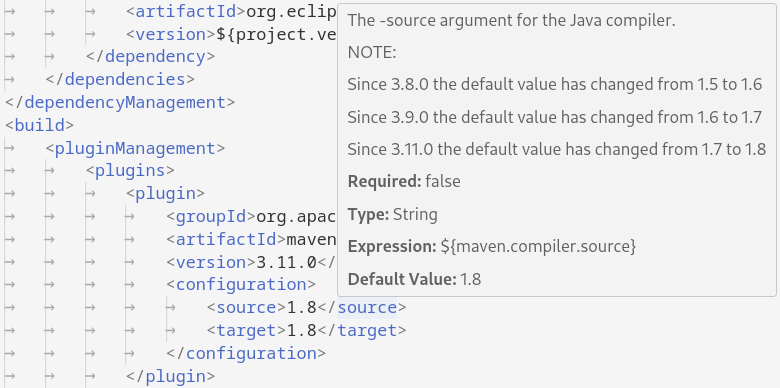 <artifactId>org.eclip
<version>${project.ve
</dependency>
</dependencies>
</dependencyManagement>
<build>
<pluginManagement>
<plugins>
<plugin>
<groupId>org.apac
<artifactId>maven
<version>3.11.0</
<configuration>
<source>1.8</source>
<target>1.8</target>
</configuration>
</plugin>
The -source argument for the Java compiler.
NOTE:
Since 3.8.0 the default value has changed from 1.5 to 1.6
Since 3.9.0 the default value has changed from 1.6 to 1.7
Since 3.11.0 the default value has changed from 1.7 to 1.8
Required: false
Type: String
Expression: ${maven.compiler.source}
Default Value: 1.8